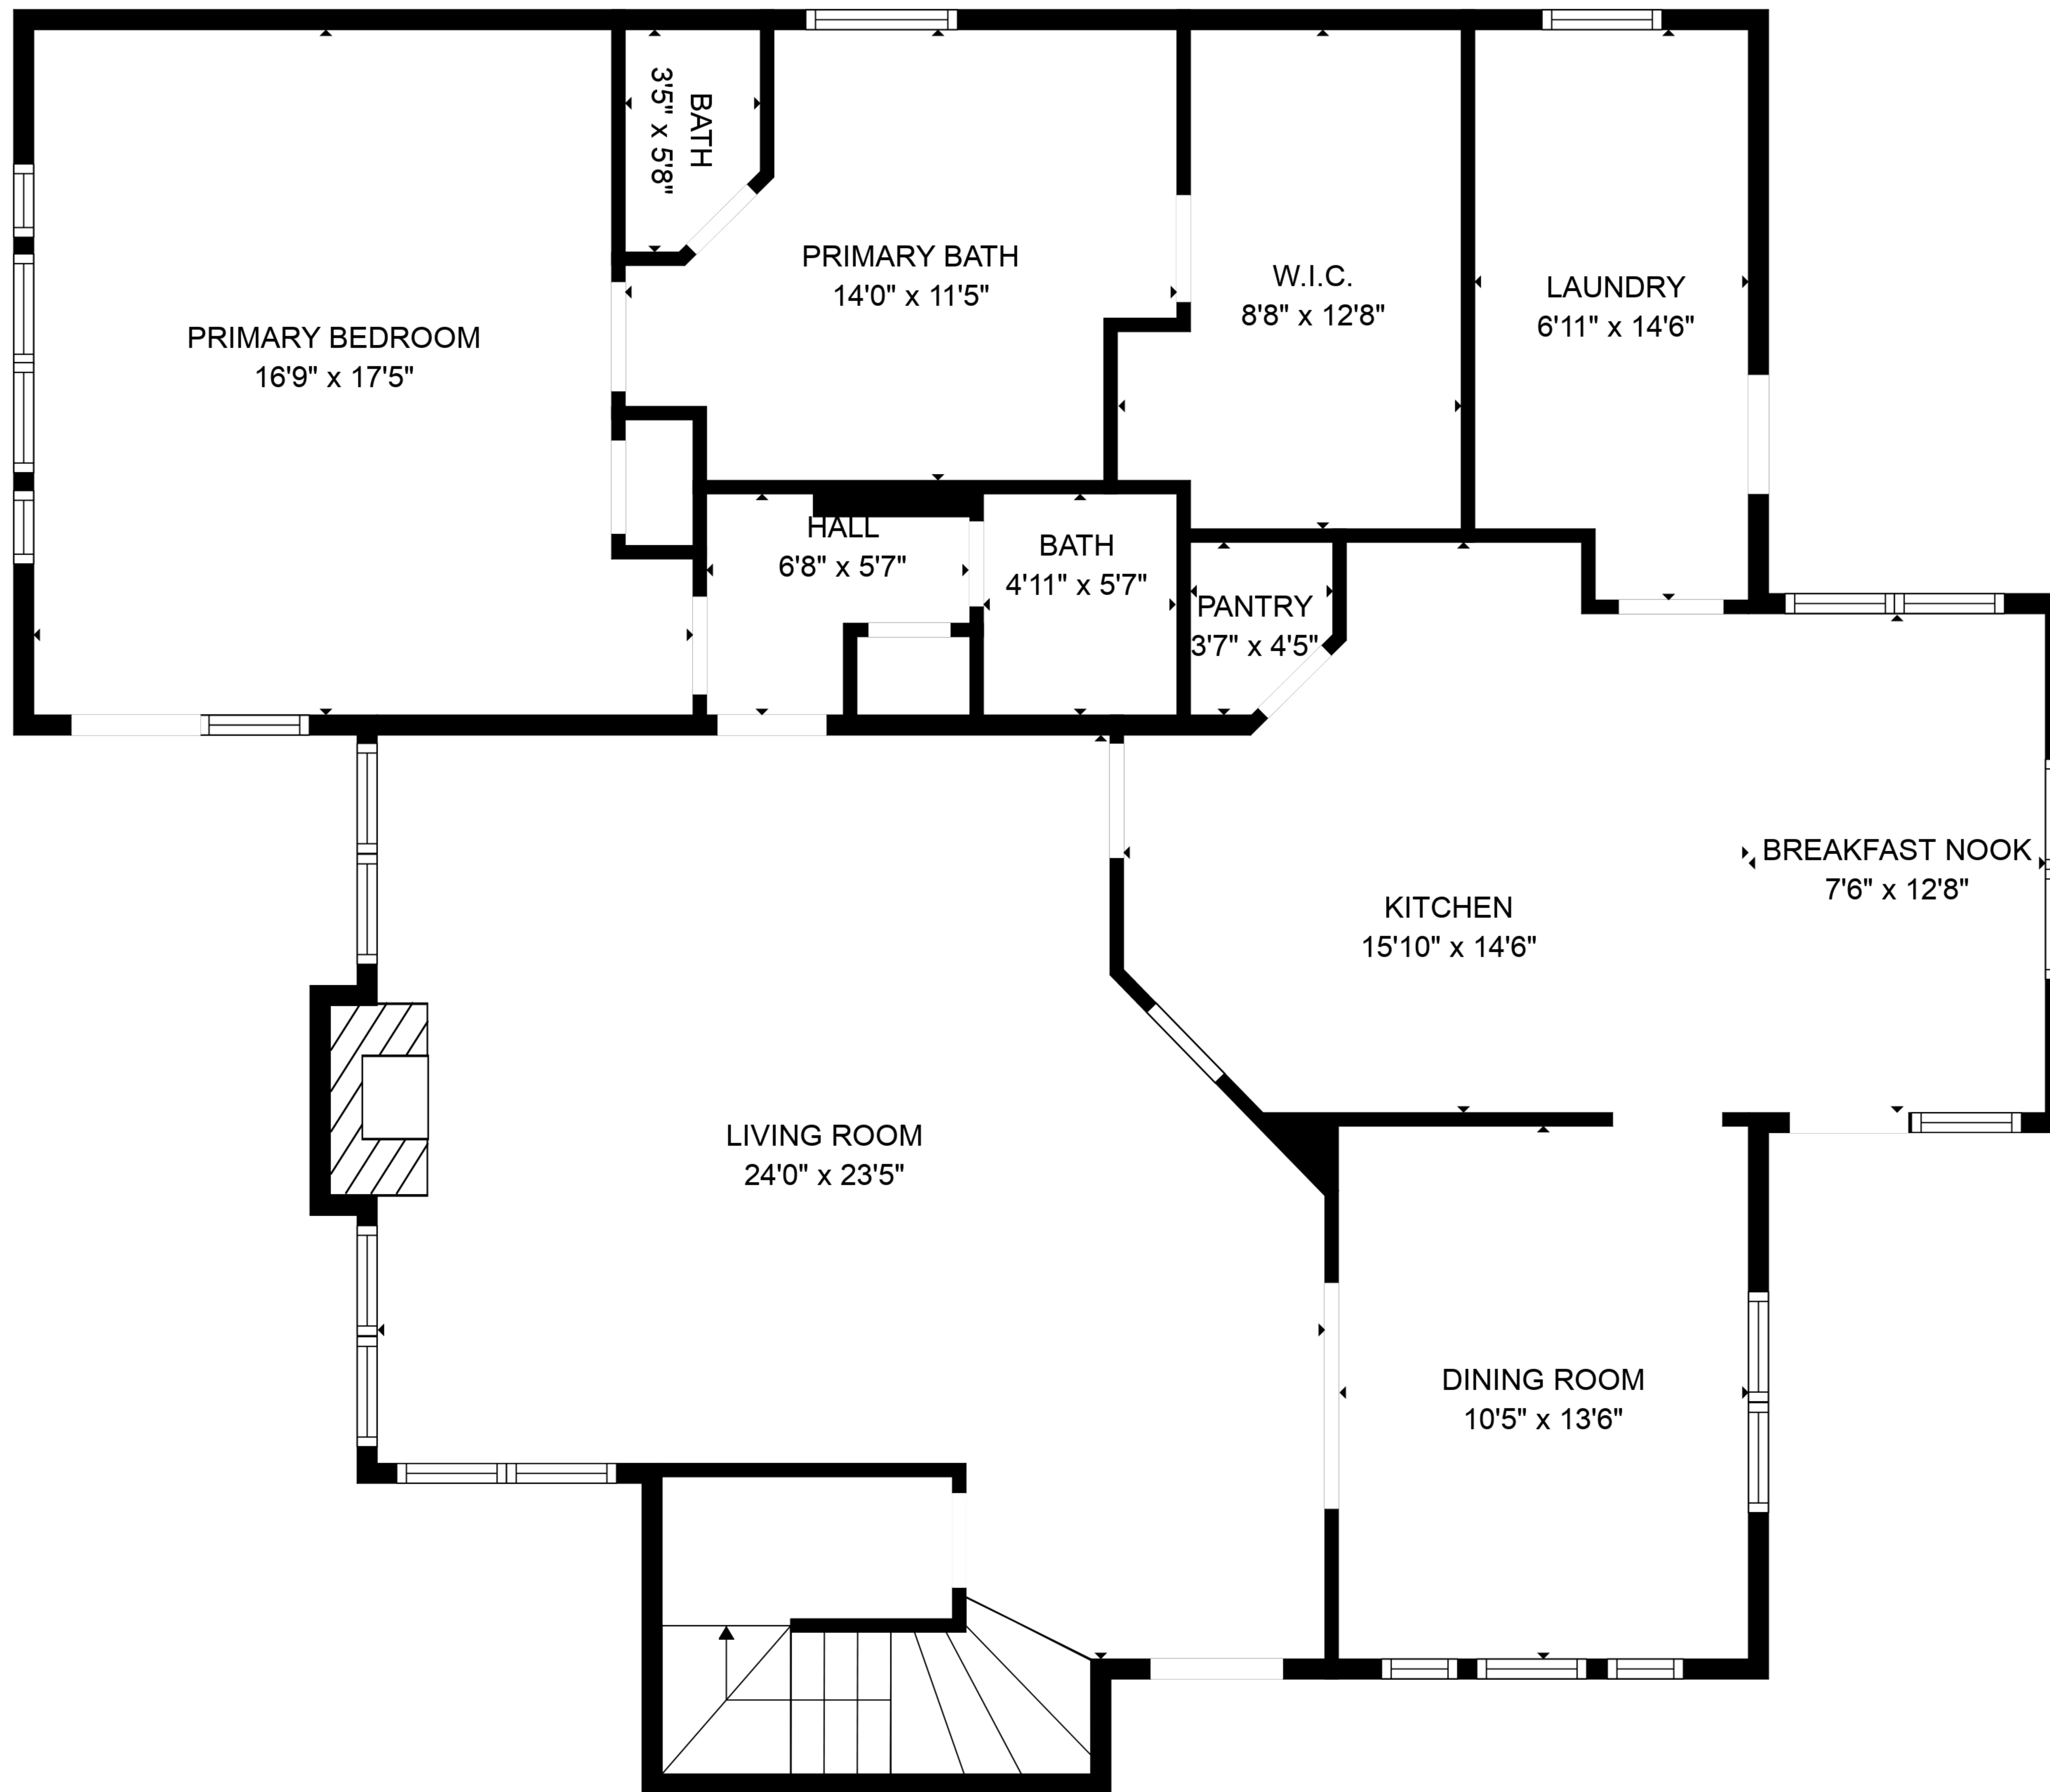 BATH
3'5" x 5'8"
PRIMARY BATH
14'0" x 11'5"
W.I.C.
8'8" x 12'8"
LAUNDRY
6'11" x 14'6"
PRIMARY BEDROOM
16'9" x 17'5"
HALL
6'8" x 5'7"
BATH
4'11" x 5'7"
PANTRY
3'7" x 4'5"
BREAKFAST NOOK
7'6" x 12'8"
KITCHEN
15'10" x 14'6"
LIVING ROOM
24'0" x 23'5"
DINING ROOM
10'5" x 13'6"